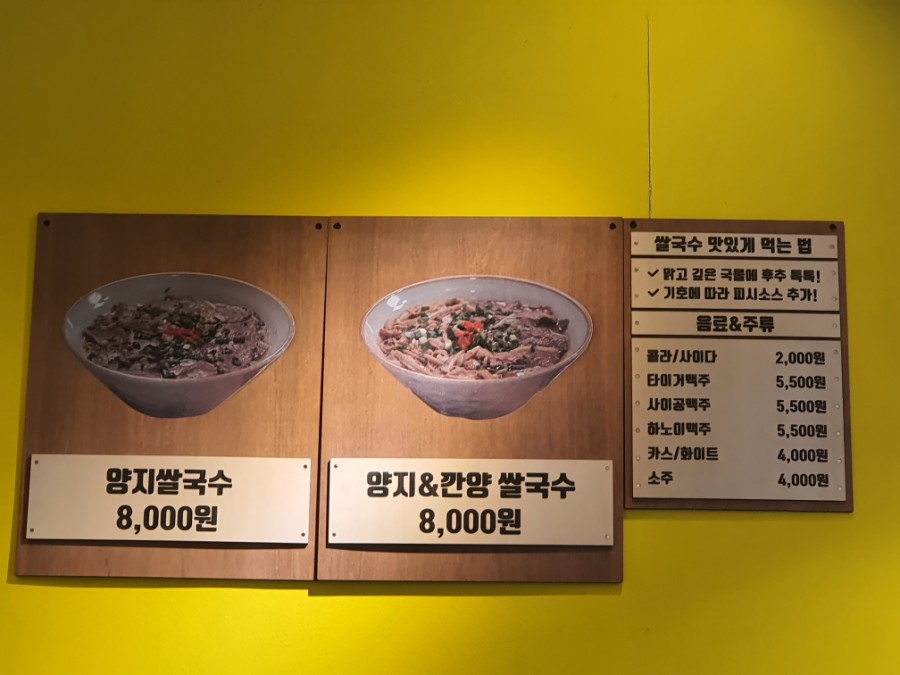 양지쌀국수
8,000원
양지&깐양 쌀국수
8,000원
쌀국수 맛있게 먹는 법
✓ 맑고 깊은 국물에 후추 톡톡!
✓ 기호에 따라 피시소스 추가!
음료&주류
콜라/사이다 2,000원
타이거맥주 5,500원
사이공맥주 5,500원
하노이맥주 5,500원
카스/화이트 4,000원
소주 4,000원